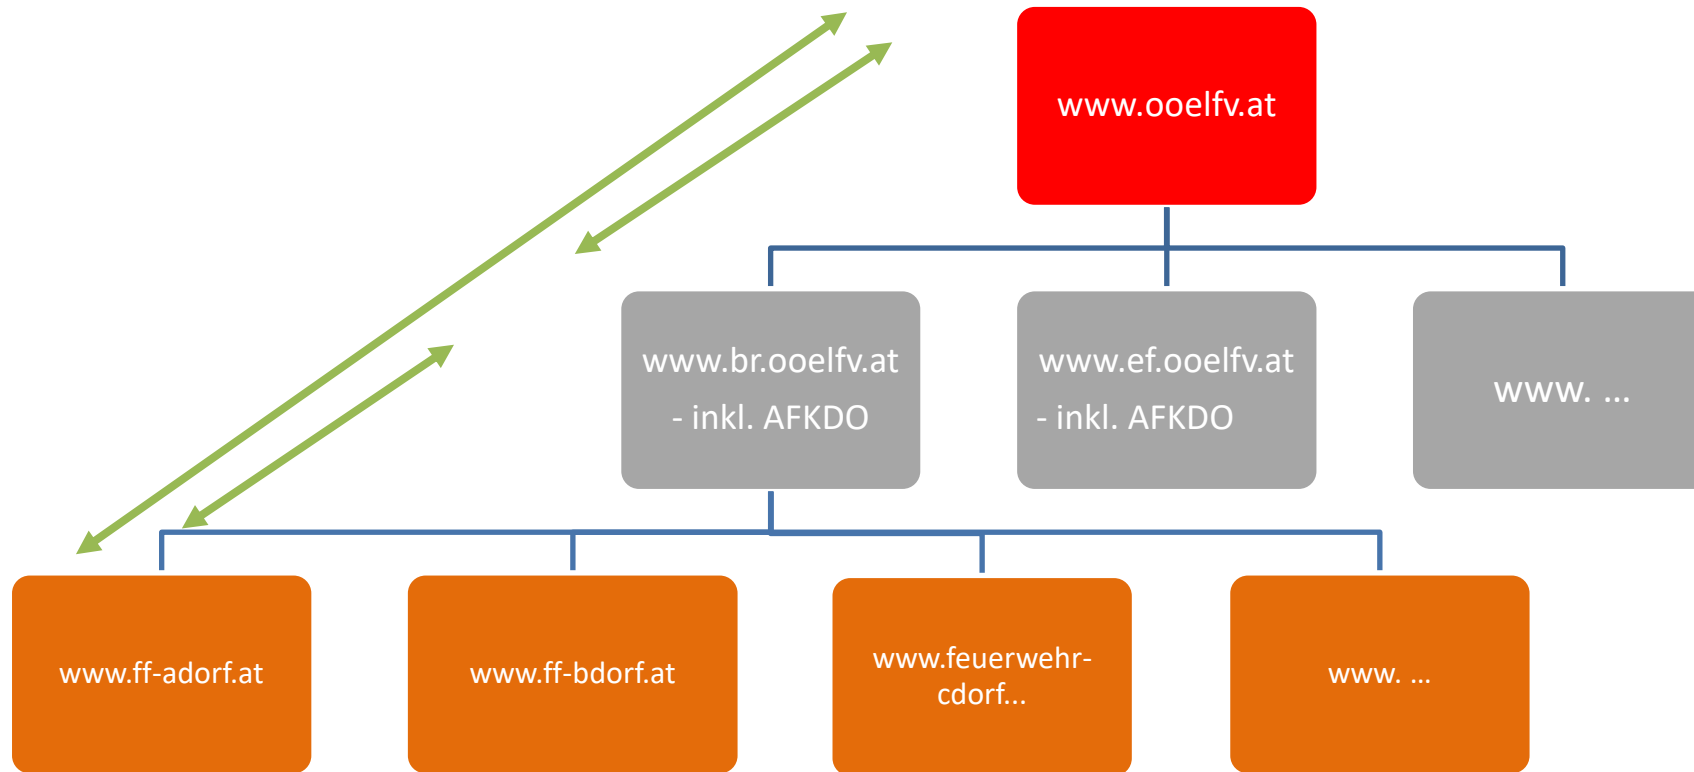 www.ooelfv.at
www.br.ooelfv.at
- inkl. AFKDO
www.ef.ooelfv.at
- inkl. AFKDO
www. ...
www.ff-adorf.at
www.ff-bdorf.at
www.feuerwehr-
cdorf...
www. ...